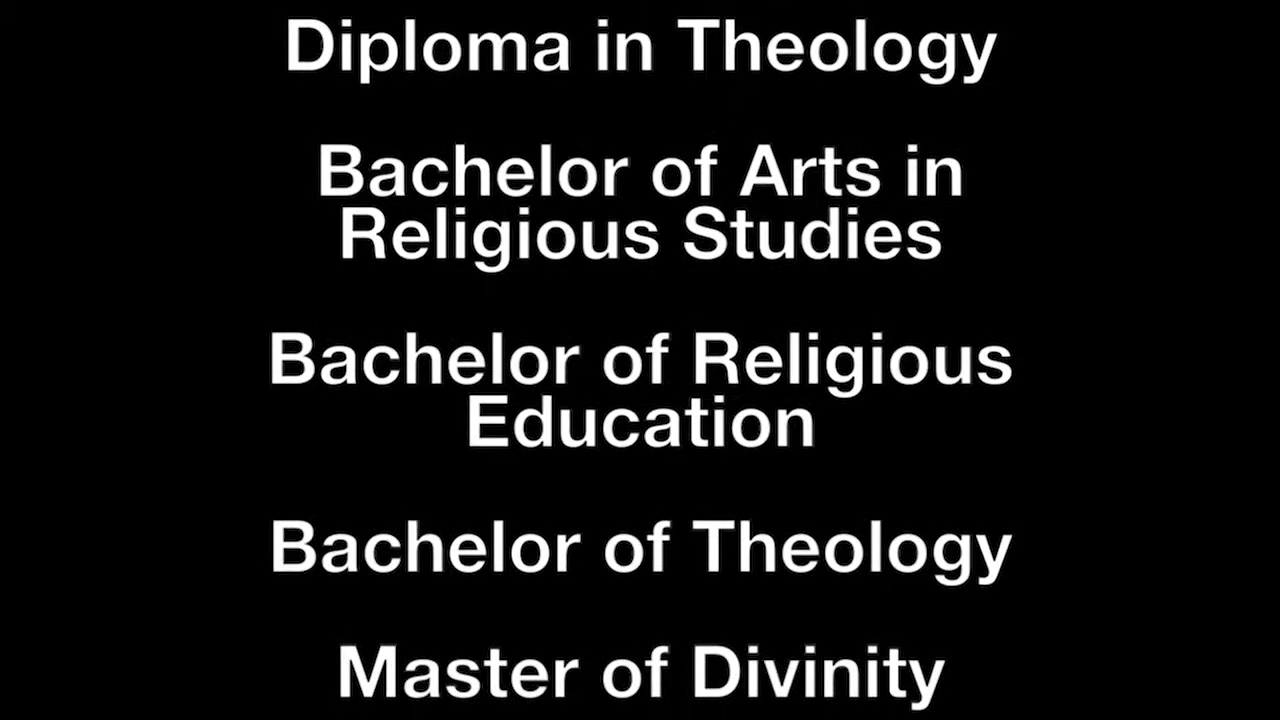 Diploma in Theology
Bachelor of Arts in
Religious Studies
Bachelor of Religious
Education
Bachelor of Theology
Master of Divinity